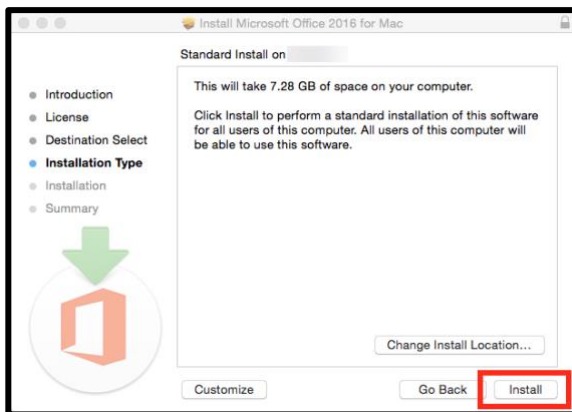 Install Microsoft Office 2016 for Mac
Standard Install on
Introduction
License
Destination Select
Installation Type
Installation
Summary
This will take 7.28 GB of space on your computer.
Click Install to perform a standard installation of this software
for all users of this computer. All users of this computer will
be able to use this software.
Change Install Location...
Customize
Go Back
Install